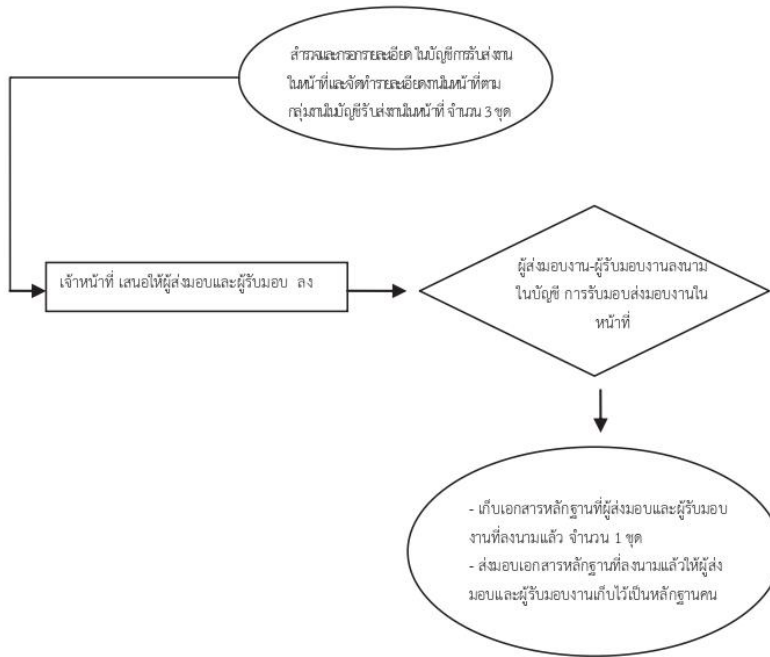 สำรวจและกรอกรายละเอียด ในบัญชีการรับส่งงาน
ในหน้าที่และจัดทำรายละเอียดงานในหน้าที่ตาม
กลุ่มงานในบัญชีรับส่งงานในหน้าที่ จำนวน 3 ชุด
เจ้าหน้าที่ เสนอให้ผู้ส่งมอบและผู้รับมอบ ลง
ผู้ส่งมอบงาน-ผู้รับมอบงานลงนาม
ในบัญชี การรับมอบส่งมอบงานใน
หน้าที่
- เก็บเอกสารหลักฐานที่ผู้ส่งมอบและผู้รับมอบ
งานที่ลงนามแล้ว จำนวน 1 ชุด
- ส่งมอบเอกสารหลักฐานที่ลงนามแล้วให้ผู้ส่ง
มอบและผู้รับมอบงานเก็บไว้เป็นหลักฐานคน